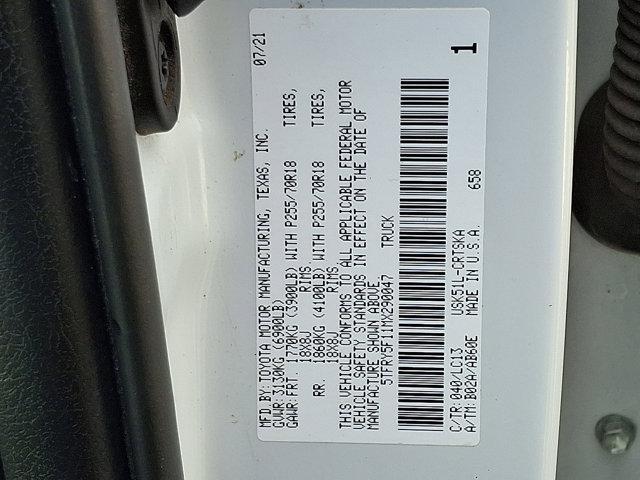 MFD. BY: TOYOTA MOTOR MANUFACTURING, TEXAS, INC. 07/21
GVWR: 3130KG (6900LB)
GAWR: FRT. 1770KG (3900LB) WITH P255/70R18 TIRES,
18X8J RIMS
RR. 1860KG (4100LB) WITH P255/70R18 TIRES,
18X8J RIMS
THIS VEHICLE CONFORMS TO ALL APPLICABLE FEDERAL MOTOR
VEHICLE SAFETY STANDARDS IN EFFECT ON THE DATE OF
MANUFACTURE SHOWN ABOVE.
5TFRY5F11MX290047 TRUCK
C/TR: 040/LC13 USK51L-CRTSKA 658
A/TM: B02A/AB60E MADE IN U.S.A.
1